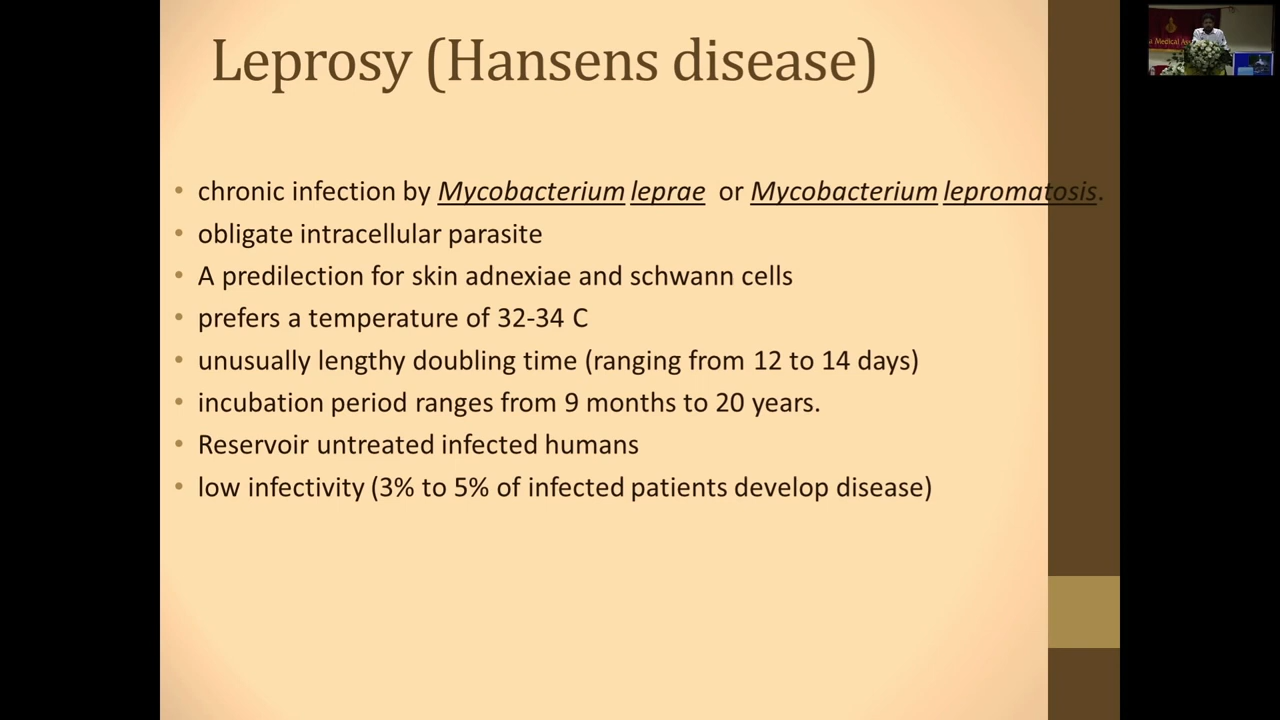 Leprosy (Hansens disease)
• chronic infection by Mycobacterium leprae or Mycobacterium lepromatosis.
• obligate intracellular parasite
• A predilection for skin adnexiae and schwann cells
• prefers a temperature of 32-34 C
• unusually lengthy doubling time (ranging from 12 to 14 days)
• incubation period ranges from 9 months to 20 years.
• Reservoir untreated infected humans
• low infectivity (3% to 5% of infected patients develop disease)
Medical